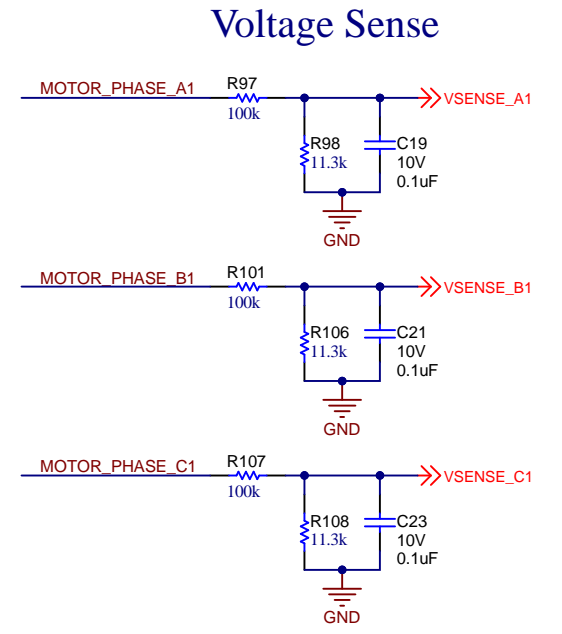 Voltage Sense
MOTOR_PHASE_A1
R97
100k
VSENSE_A1
R98
11.3k
C19
10V
0.1uF
GND
MOTOR_PHASE_B1
R101
100k
VSENSE_B1
R106
11.3k
C21
10V
0.1uF
GND
MOTOR_PHASE_C1
R107
100k
VSENSE_C1
R108
11.3k
C23
10V
0.1uF
GND